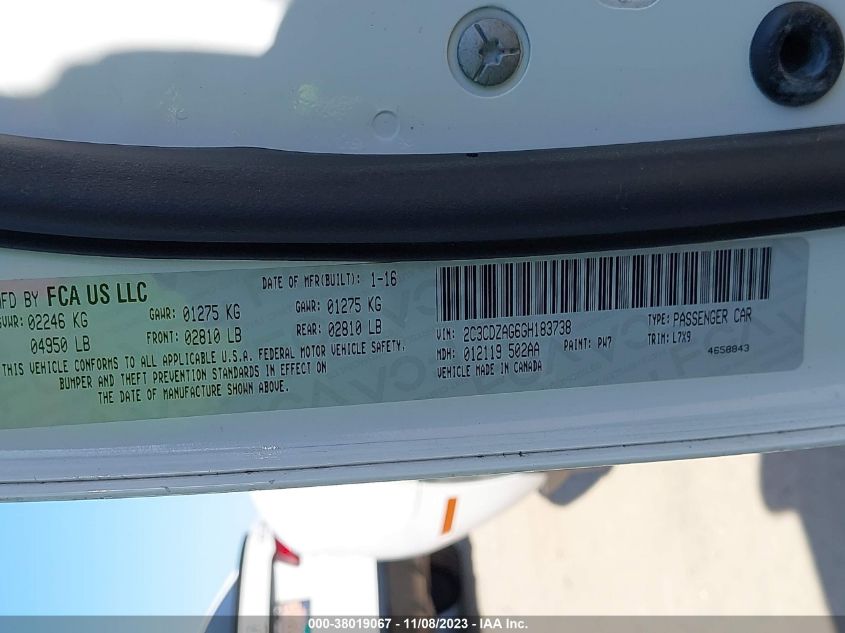 MFD BY FCA US LLC
DATE OF MFR(BUILT): 1-16
GVWR: 02246 KG
GAWR: 01275 KG
GAWR: 01275 KG
04950 LB
FRONT: 02810 LB
REAR: 02810 LB
THIS VEHICLE CONFORMS TO ALL APPLICABLE U.S.A. FEDERAL MOTOR VEHICLE SAFETY,
BUMPER AND THEFT PREVENTION STANDARDS IN EFFECT ON
THE DATE OF MANUFACTURE SHOWN ABOVE.
VIN: 2C3CDZAG6GH183738
TYPE: PASSENGER CAR
MDH: 012119 502AA
PAINT: PW7
TRIM: L7X9
VEHICLE MADE IN CANADA
4658843
000-38019067 - 11/08/2023 - IAA Inc.